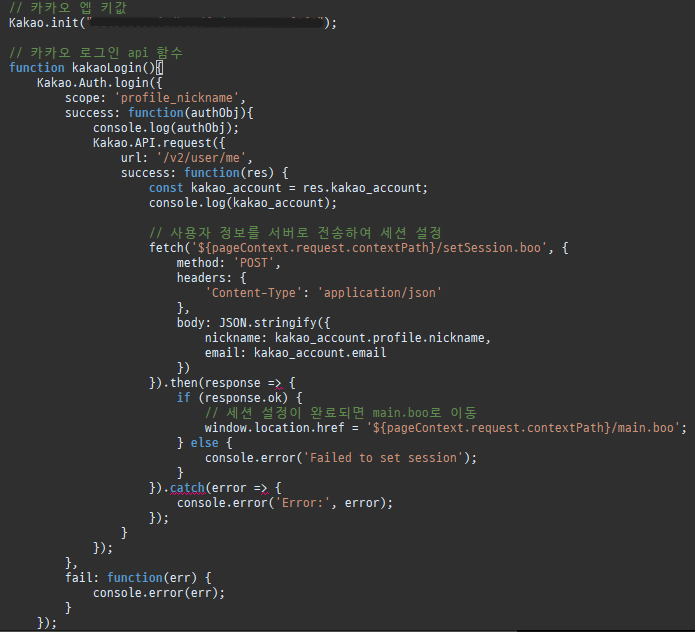 // 카카오 엡 키값
Kakao.init("");

// 카카오 로그인 api 함수
function kakaoLogin(){
    Kakao.Auth.login({
        scope: 'profile_nickname',
        success: function(authObj){
            console.log(authObj);
            Kakao.API.request({
                url: '/v2/user/me',
                success: function(res) {
                    const kakao_account = res.kakao_account;
                    console.log(kakao_account);

                    // 사용자 정보를 서버로 전송하여 세션 설정
                    fetch('${pageContext.request.contextPath}/setSession.boo', {
                        method: 'POST',
                        headers: {
                            'Content-Type': 'application/json'
                        },
                        body: JSON.stringify({
                            nickname: kakao_account.profile.nickname,
                            email: kakao_account.email
                        })
                    }).then(response => {
                        if (response.ok) {
                            // 세션 설정이 완료되면 main.boo로 이동
                            window.location.href = '${pageContext.request.contextPath}/main.boo';
                        } else {
                            console.error('Failed to set session');
                        }
                    }).catch(error => {
                        console.error('Error:', error);
                    });
                }
            });
        },
        fail: function(err) {
            console.error(err);
        }
    });